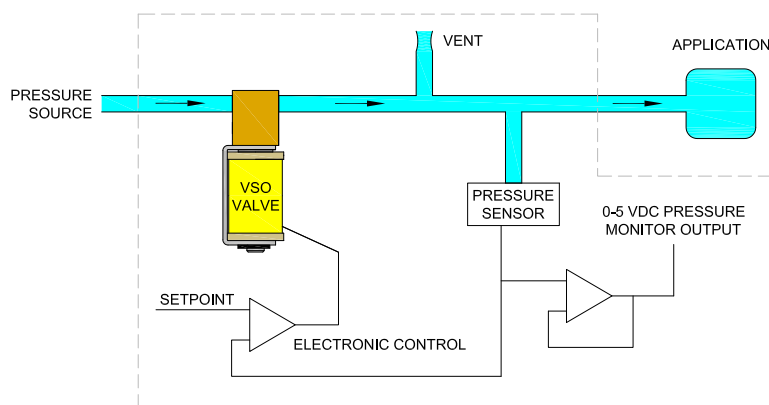 VENT
APPLICATION
PRESSURE
SOURCE
VSO
VALVE
PRESSURE
SENSOR
0-5 VDC PRESSURE
MONITOR OUTPUT
SETPOINT
ELECTRONIC CONTROL